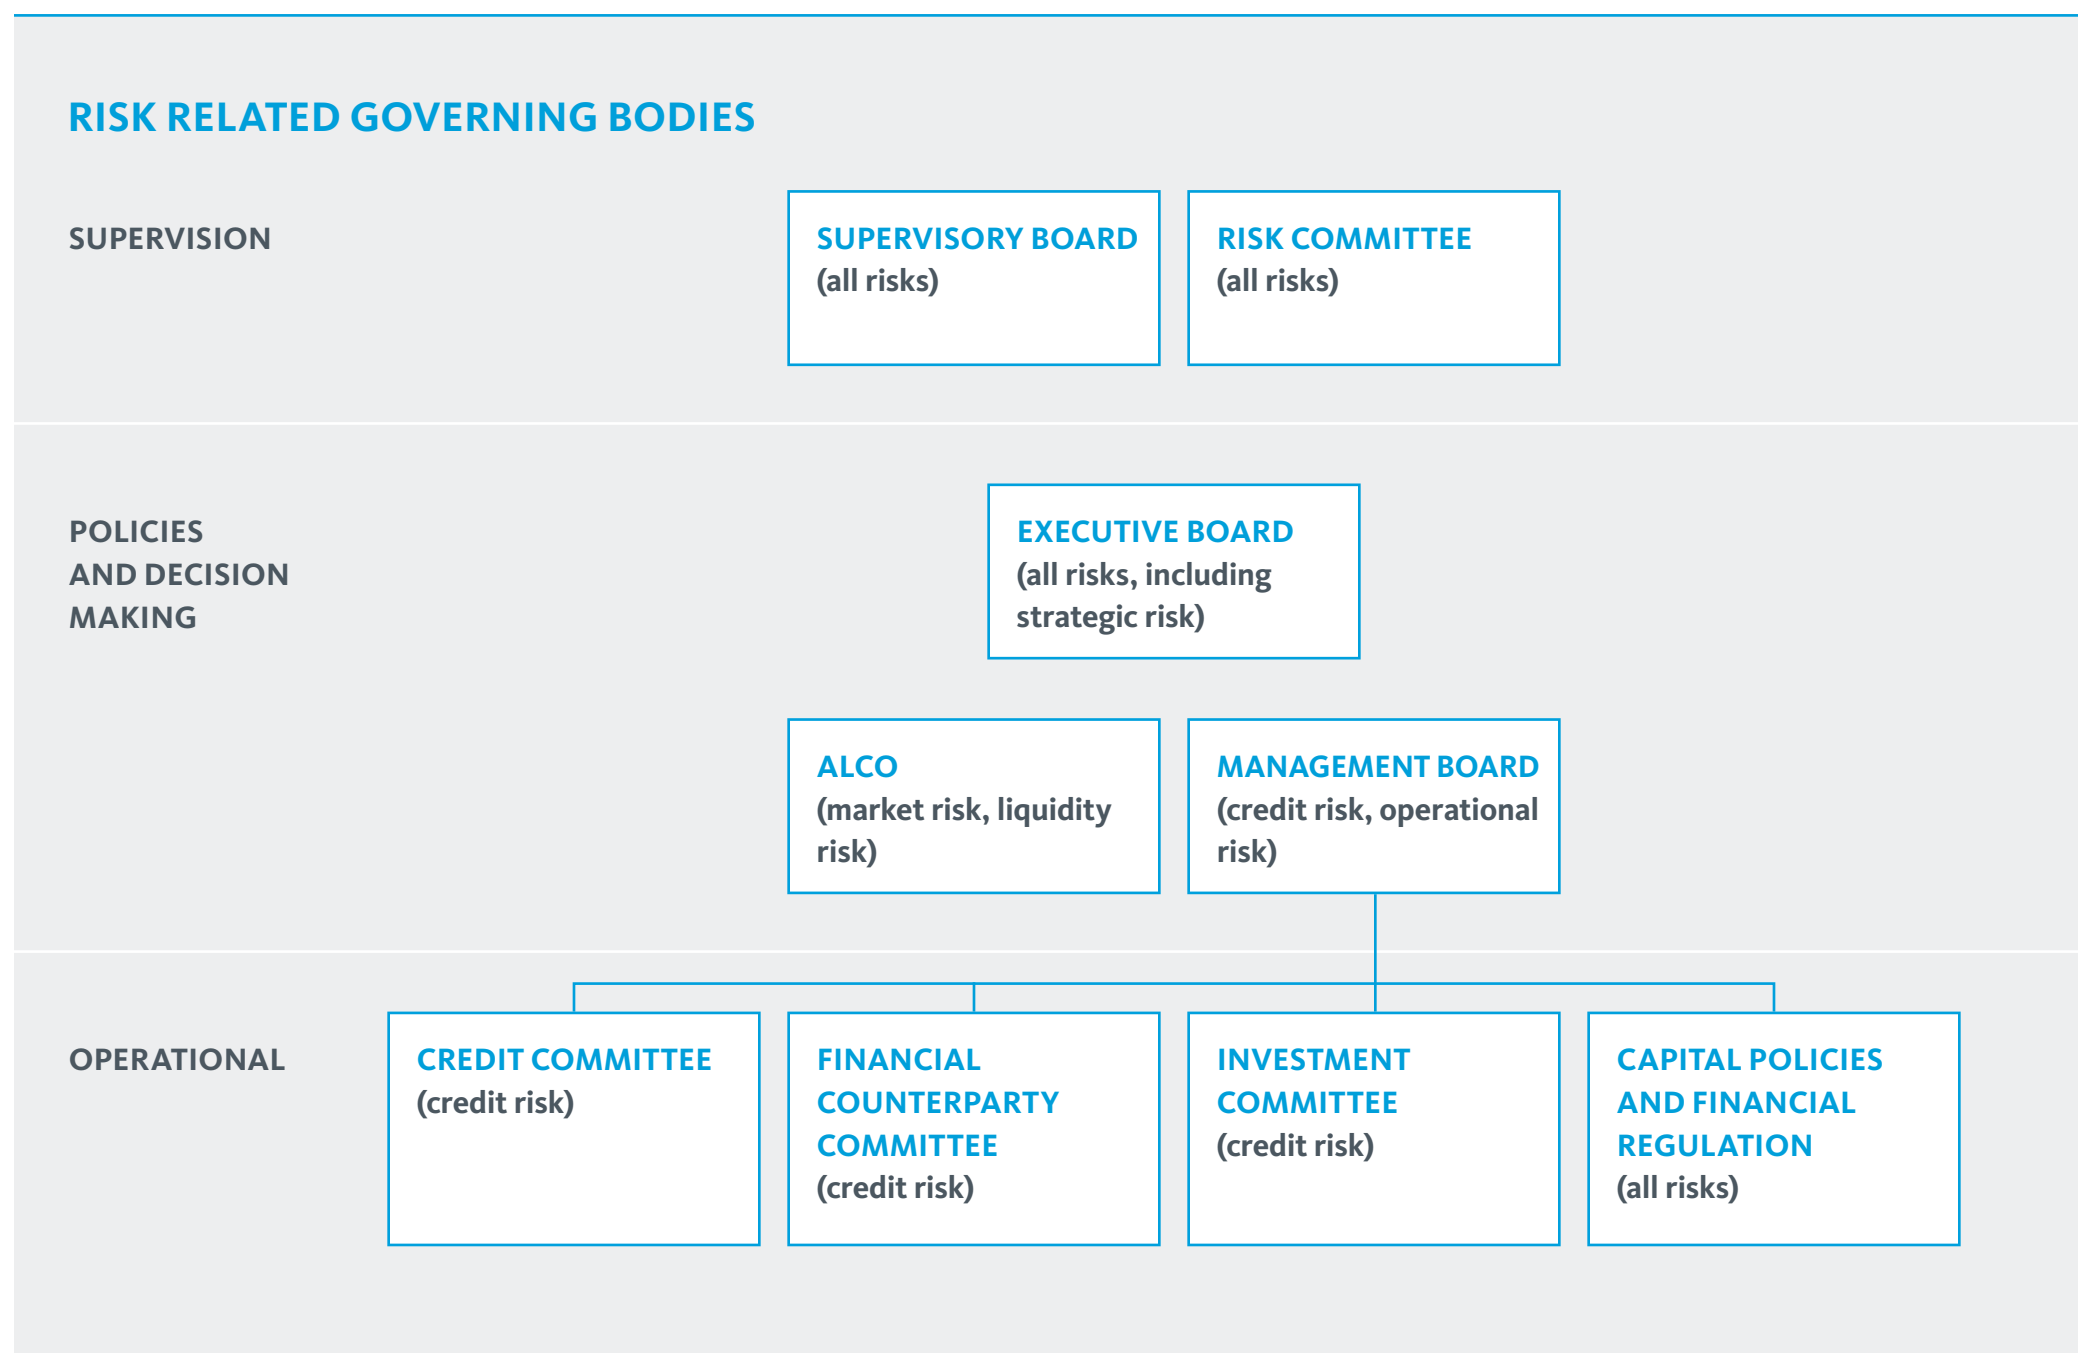 RISK RELATED GOVERNING BODIES
SUPERVISION
SUPERVISORY BOARD
(all risks)
RISK COMMITTEE
(all risks)
POLICIES
AND DECISION
MAKING
EXECUTIVE BOARD
(all risks, including
strategic risk)
ALCO
(market risk, liquidity
risk)
MANAGEMENT BOARD
(credit risk, operational
risk)
OPERATIONAL
CREDIT COMMITTEE
(credit risk)
FINANCIAL
COUNTERPARTY
COMMITTEE
(credit risk)
INVESTMENT
COMMITTEE
(credit risk)
CAPITAL POLICIES
AND FINANCIAL
REGULATION
(all risks)